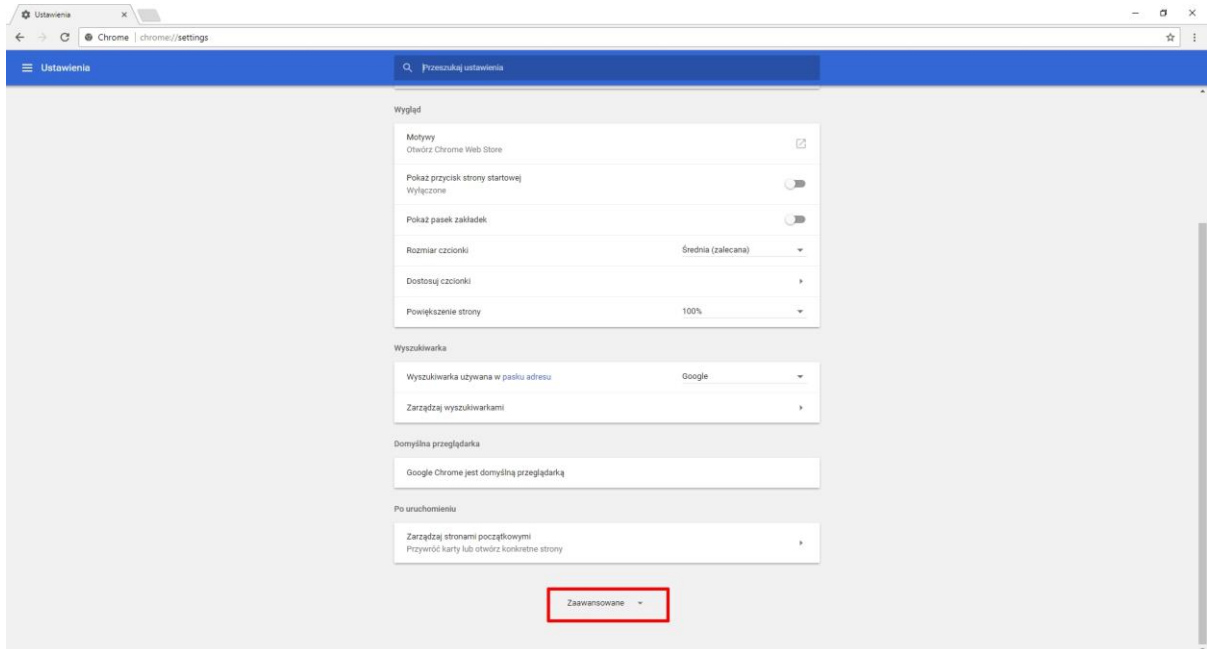 Ustawienia
Chrome | chrome://settings
Ustawienia
Przeszukaj ustawienia
Wygląd
Motywy
Otwórz Chrome Web Store
Pokaż przycisk strony startowej
Wyłączone
Pokaż pasek zakładek
Rozmiar czcionki Średnia (zalecana)
Dostosuj czcionki
Powiększenie strony 100%
Wyszukiwarka
Wyszukiwarka używana w pasku adresu Google
Zarządzaj wyszukiwarkami
Domyślna przeglądarka
Google Chrome jest domyślną przeglądarką
Po uruchomieniu
Zarządzaj stronami początkowymi
Przywróć karty lub otwórz konkretne strony
Zaawansowane